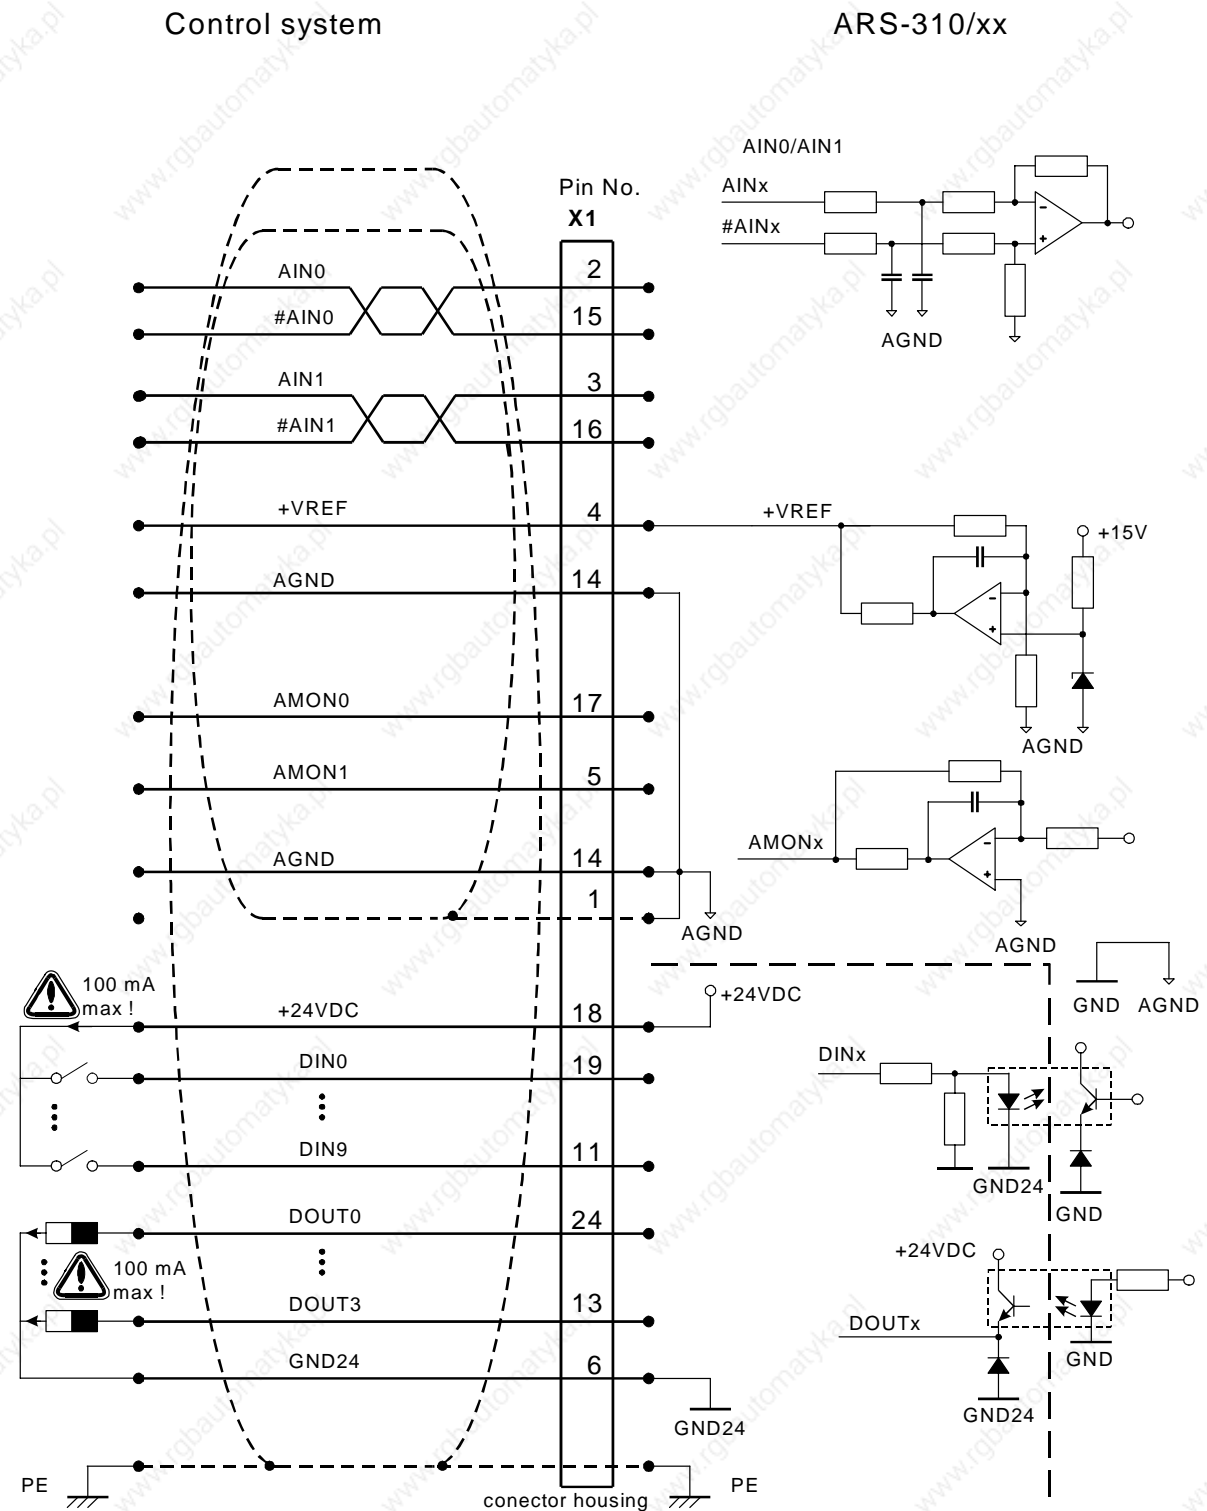 Control system
ARS-310/xx
AIN0/AIN1
Pin No.
X1
AINx
#AINx
-
+
AGND
AIN0
2
#AIN0
15
AIN1
3
#AIN1
16
+VREF
4
+VREF
+15V
-
+
AGND
AGND
14
AMON0
17
AMON1
5
AMONx
-
+
AGND
AGND
14
1
AGND
GND AGND
100 mA
max !
+24VDC
18
+24VDC
DIN0
19
DINx
DIN9
11
GND24
GND
DOUT0
24
+24VDC
100 mA
max !
DOUT3
13
DOUTx
GND
GND24
6
GND24
GND24
PE
PE
conector housing
www.rgbautomatyka.pl